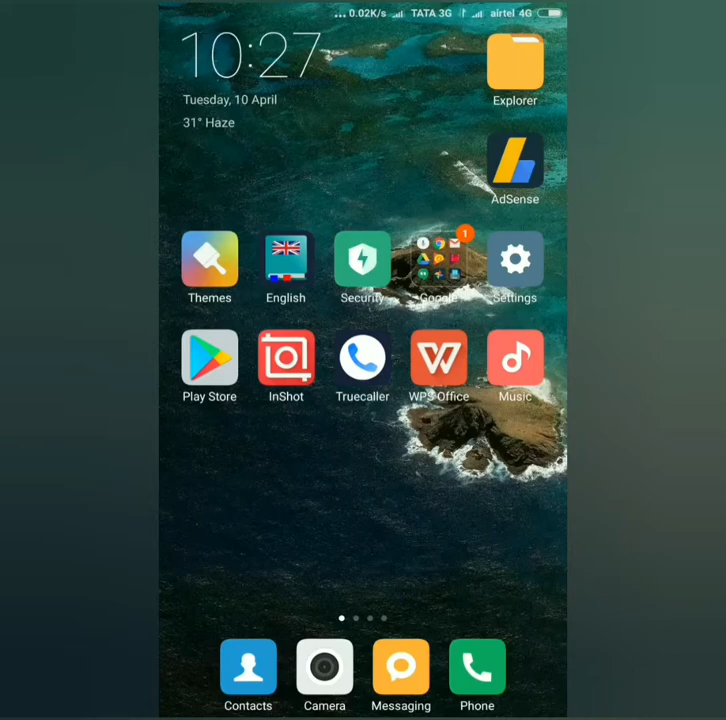 ... 0.02K/s TATA 3G airtel 4G
10:27
Tuesday, 10 April
31° Haze
Explorer
AdSense
1
Themes English Security Google Settings
Play Store InShot Truecaller WPS Office Music
Contacts Camera Messaging Phone